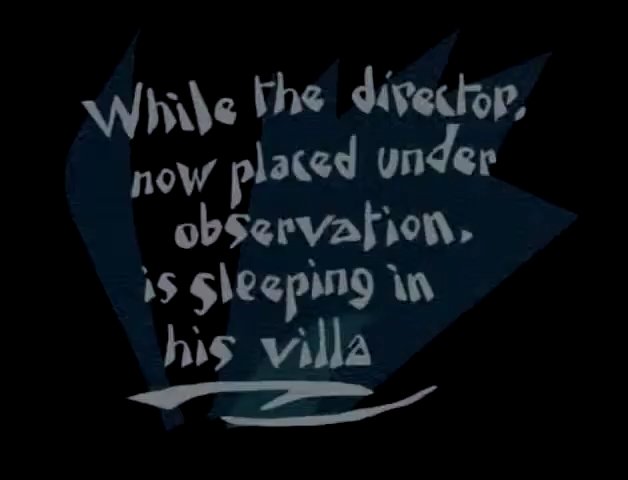 While the director,
now placed under
observation,
is sleeping in
his villa